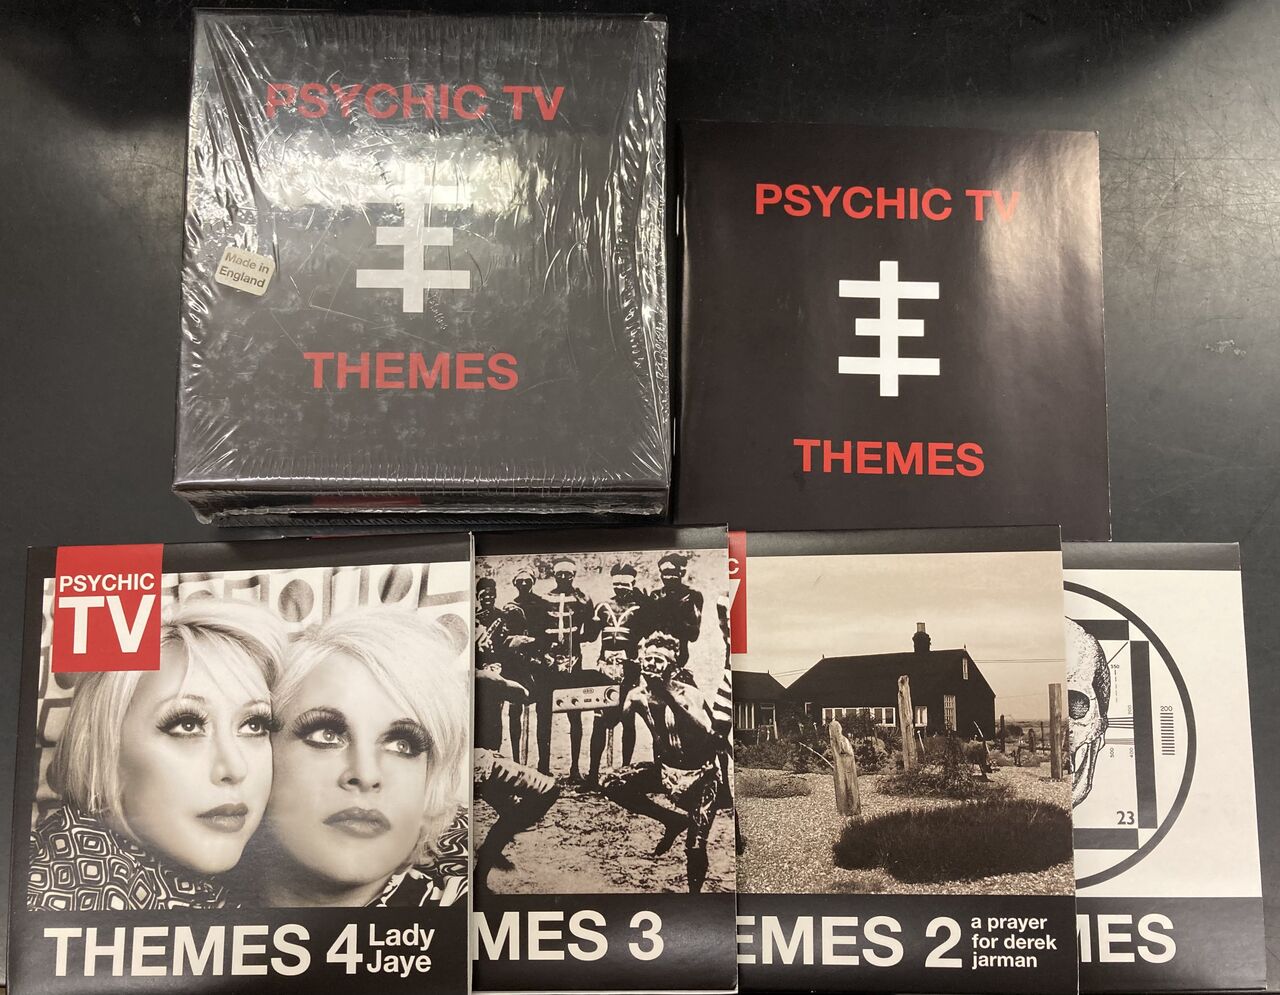 PSYCHIC TV
Made in
England
THEMES
PSYCHIC TV
THEMES
PSYCHIC
TV
THEMES 4 Lady
Jaye
MES 3
C
V
EMES 2 a prayer
for derek
jarman
200
23
MES